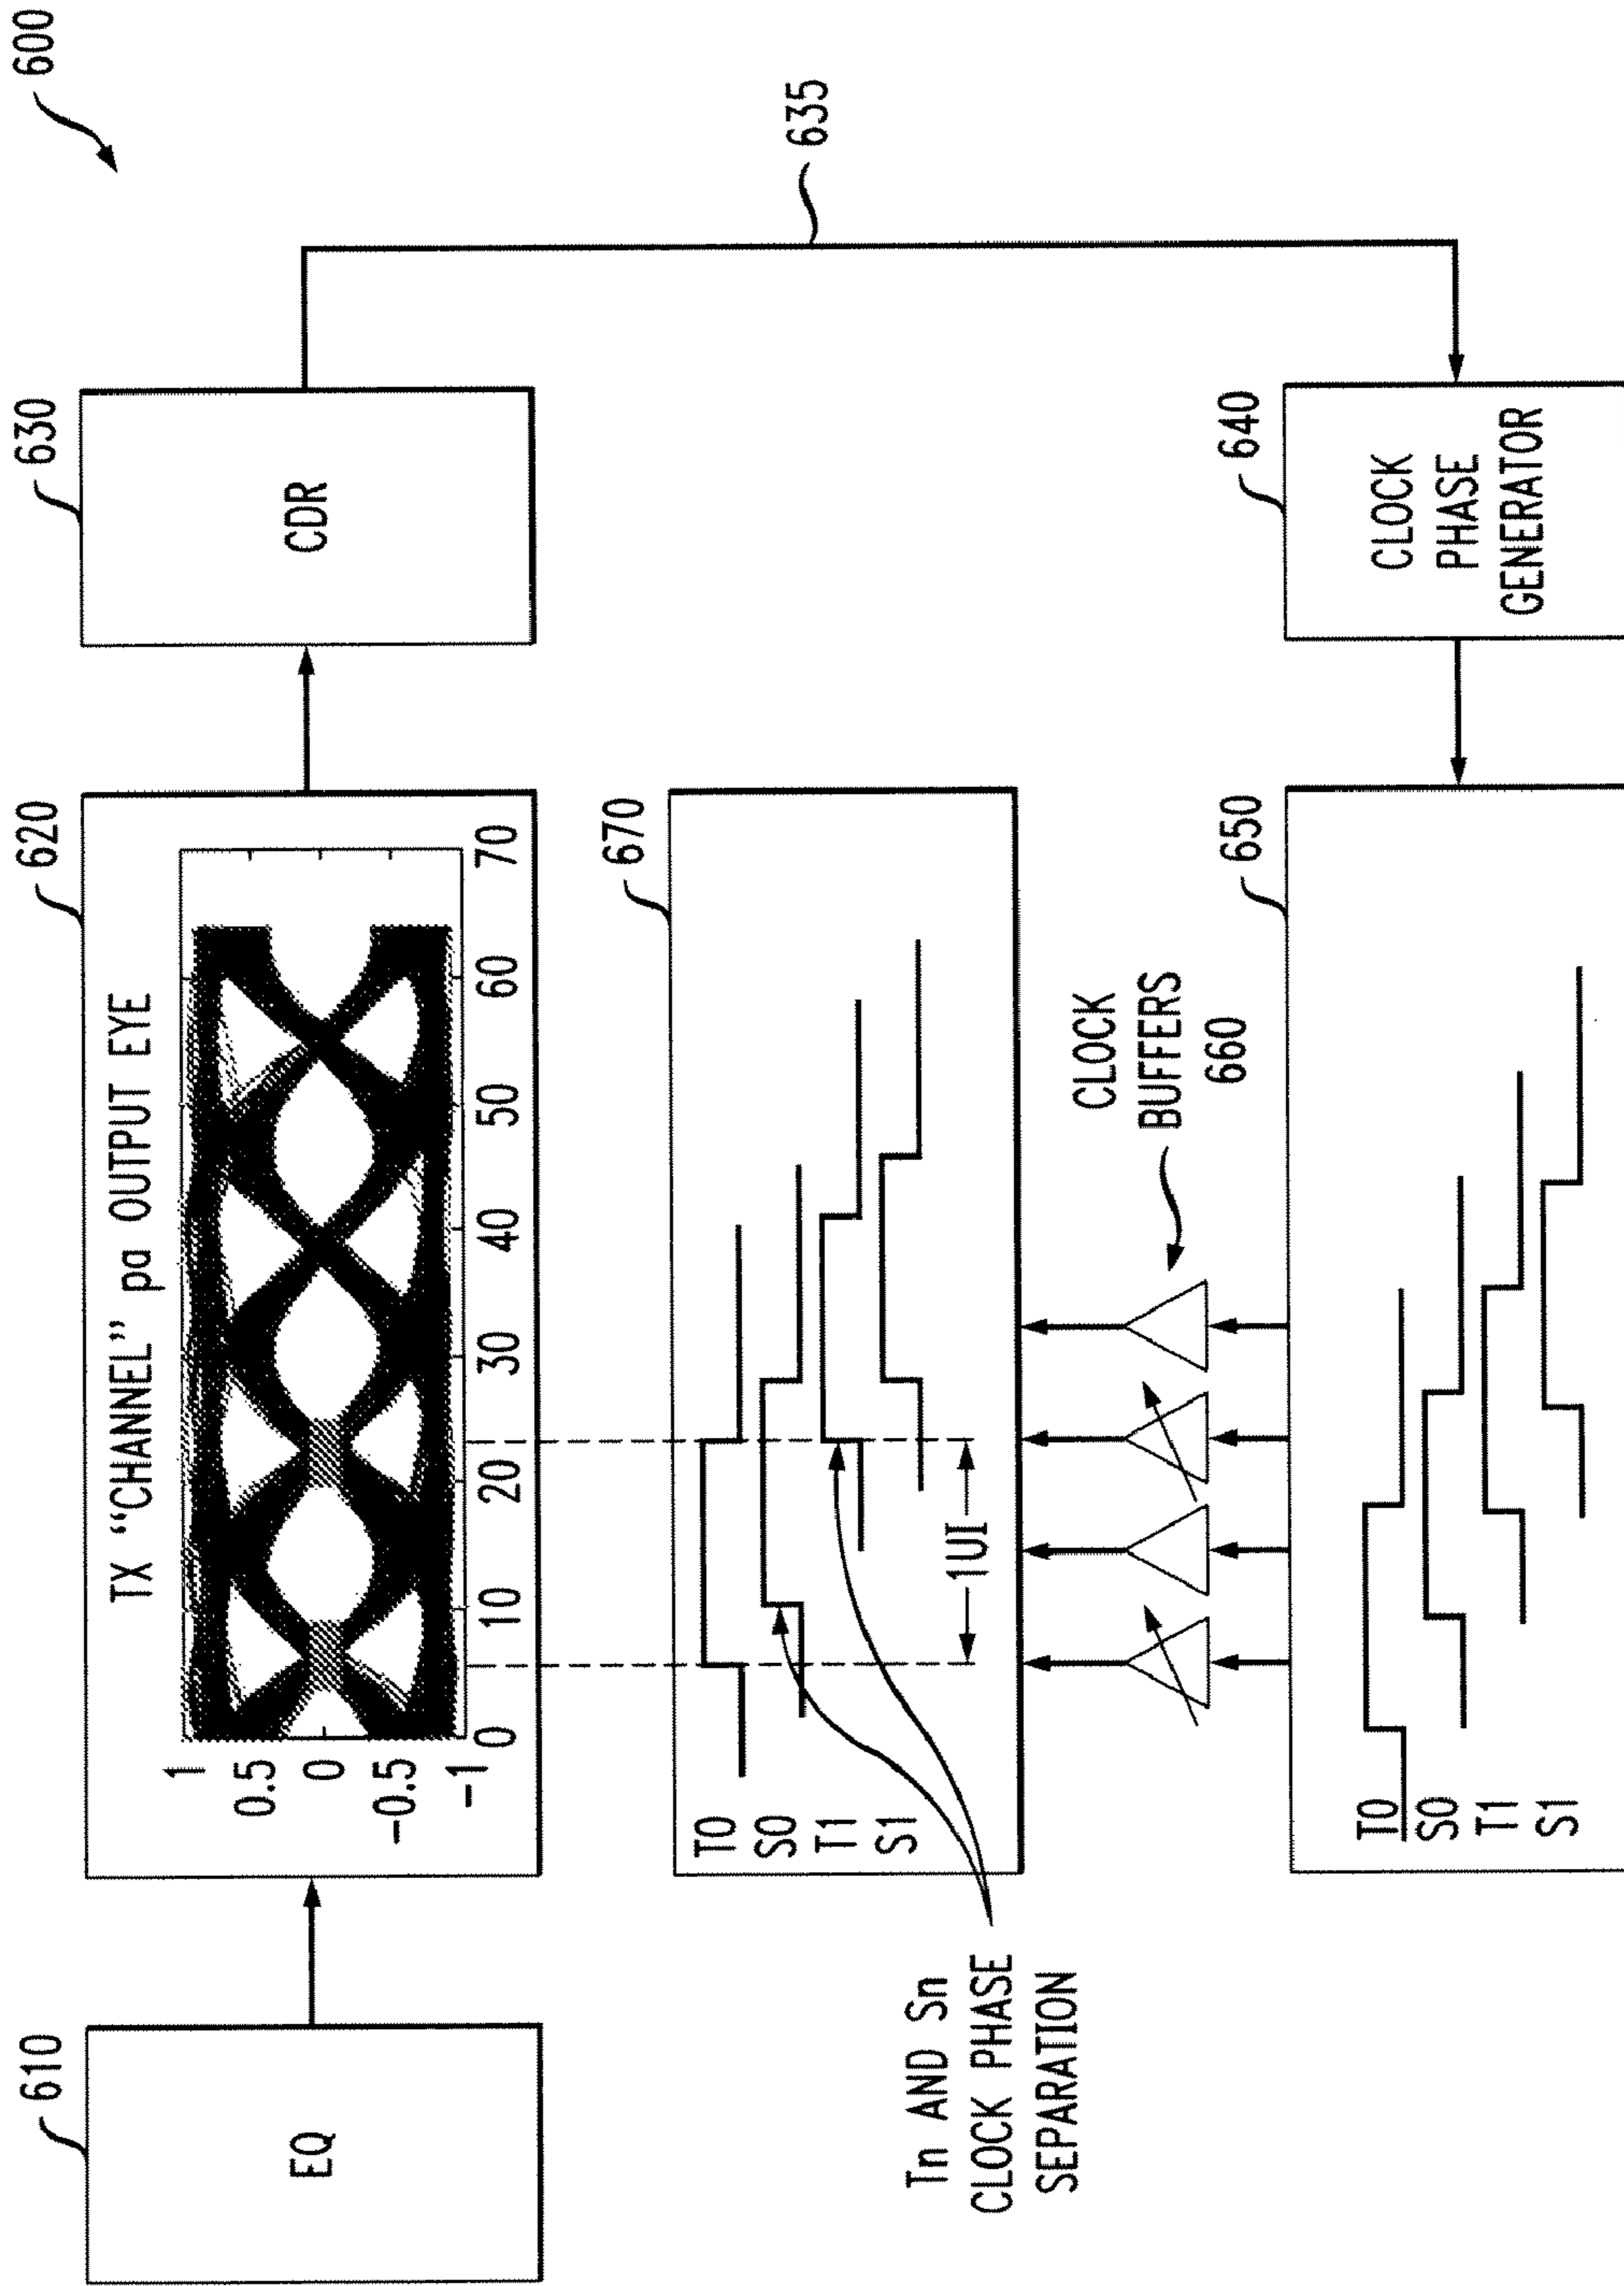 600
610
EQ
620
TX “CHANNEL” pa OUTPUT EYE
1
0.5
0
-0.5
-1
0 10 20 30 40 50 60 70
630
CDR
635
670
T0
S0
T1
S1
1UI
Tn AND Sn
CLOCK PHASE
SEPARATION
CLOCK
BUFFERS
660
640
CLOCK
PHASE
GENERATOR
650
T0
S0
T1
S1